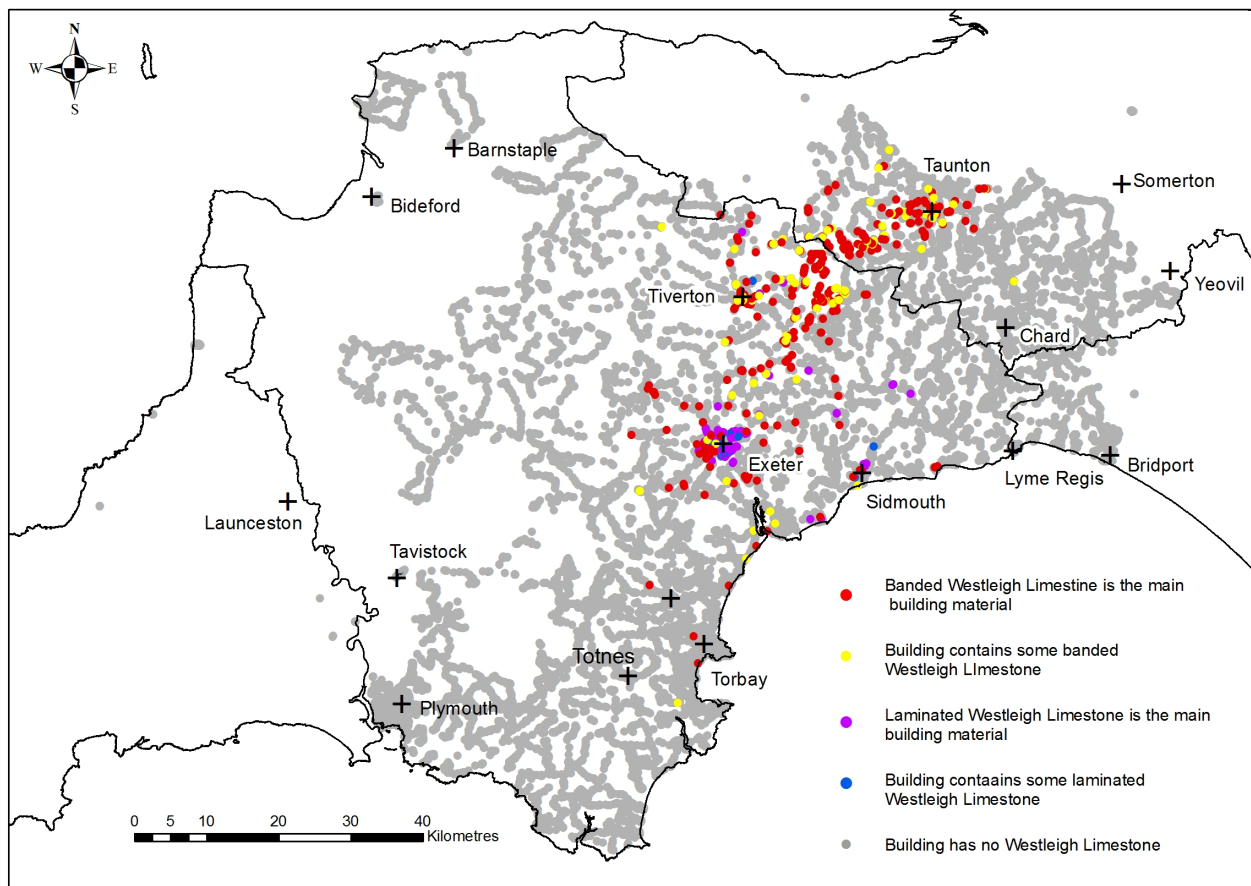 N
W E
S
Barnstaple
Bideford
Taunton
Somerton
Tiverton
Yeovil
Chard
Exeter
Lyme Regis
Bridport
Sidmouth
Launceston
Tavistock
Totnes
Torbay
Plymouth
Banded Westleigh Limestine is the main
building material
Building contains some banded
Westleigh LImestone
Laminated Westleigh Limestone is the main
building material
Building contaains some laminated
Westleigh Limestone
Building has no Westleigh Limestone
0 5 10 20 30 40
Kilometres